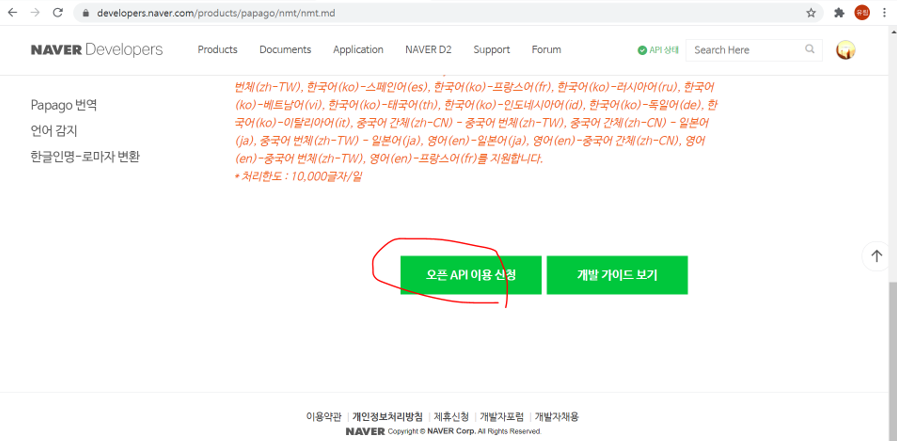 developers.naver.com/products/papago/nmt/nmt.md
유림
NAVER Developers
Products
Documents
Application
NAVER D2
Support
Forum
API 상태
Search Here
Papago 번역
언어 감지
한글인명-로마자 변환
번체(zh-TW), 한국어(ko)-스페인어(es), 한국어(ko)-프랑스어(fr), 한국어(ko)-러시아어(ru), 한국어
(ko)-베트남어(vi), 한국어(ko)-태국어(th), 한국어(ko)-인도네시아어(id), 한국어(ko)-독일어(de), 한
국어(ko)-이탈리아어(it), 중국어 간체(zh-CN) - 중국어 번체(zh-TW), 중국어 간체(zh-CN) - 일본어
(ja), 중국어 번체(zh-TW) - 일본어(ja), 영어(en)-일본어(ja), 영어(en)-중국어 간체(zh-CN), 영어
(en)-중국어 번체(zh-TW), 영어(en)-프랑스어(fr)를 지원합니다.
* 처리한도 : 10,000글자/일
오픈 API 이용 신청
개발 가이드 보기
이용약관 | 개인정보처리방침 | 제휴신청 | 개발자포럼 | 개발자채용
NAVER Copyright © NAVER Corp. All Rights Reserved.